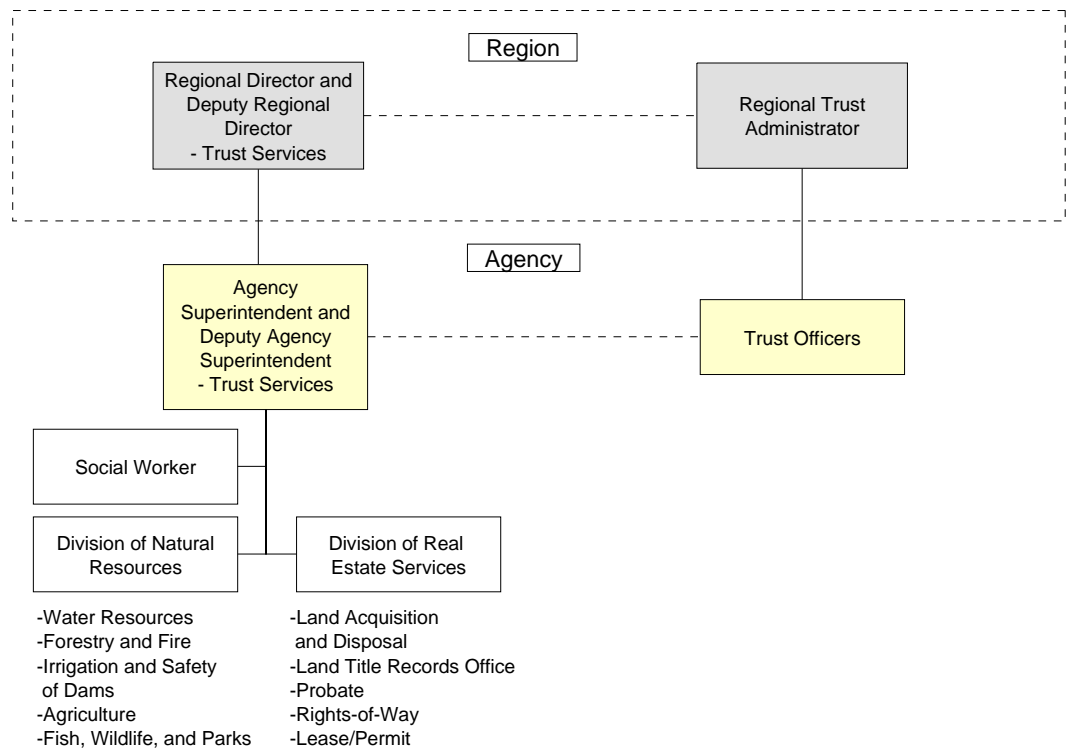 Region
Regional Director and
Deputy Regional
Director
- Trust Services
Regional Trust
Administrator
Agency
Agency
Superintendent and
Deputy Agency
Superintendent
- Trust Services
Trust Officers
Social Worker
Division of Natural
Resources
Division of Real
Estate Services
-Water Resources
-Forestry and Fire
-Irrigation and Safety
of Dams
-Agriculture
-Fish, Wildlife, and Parks
-Land Acquisition
and Disposal
-Land Title Records Office
-Probate
-Rights-of-Way
-Lease/Permit